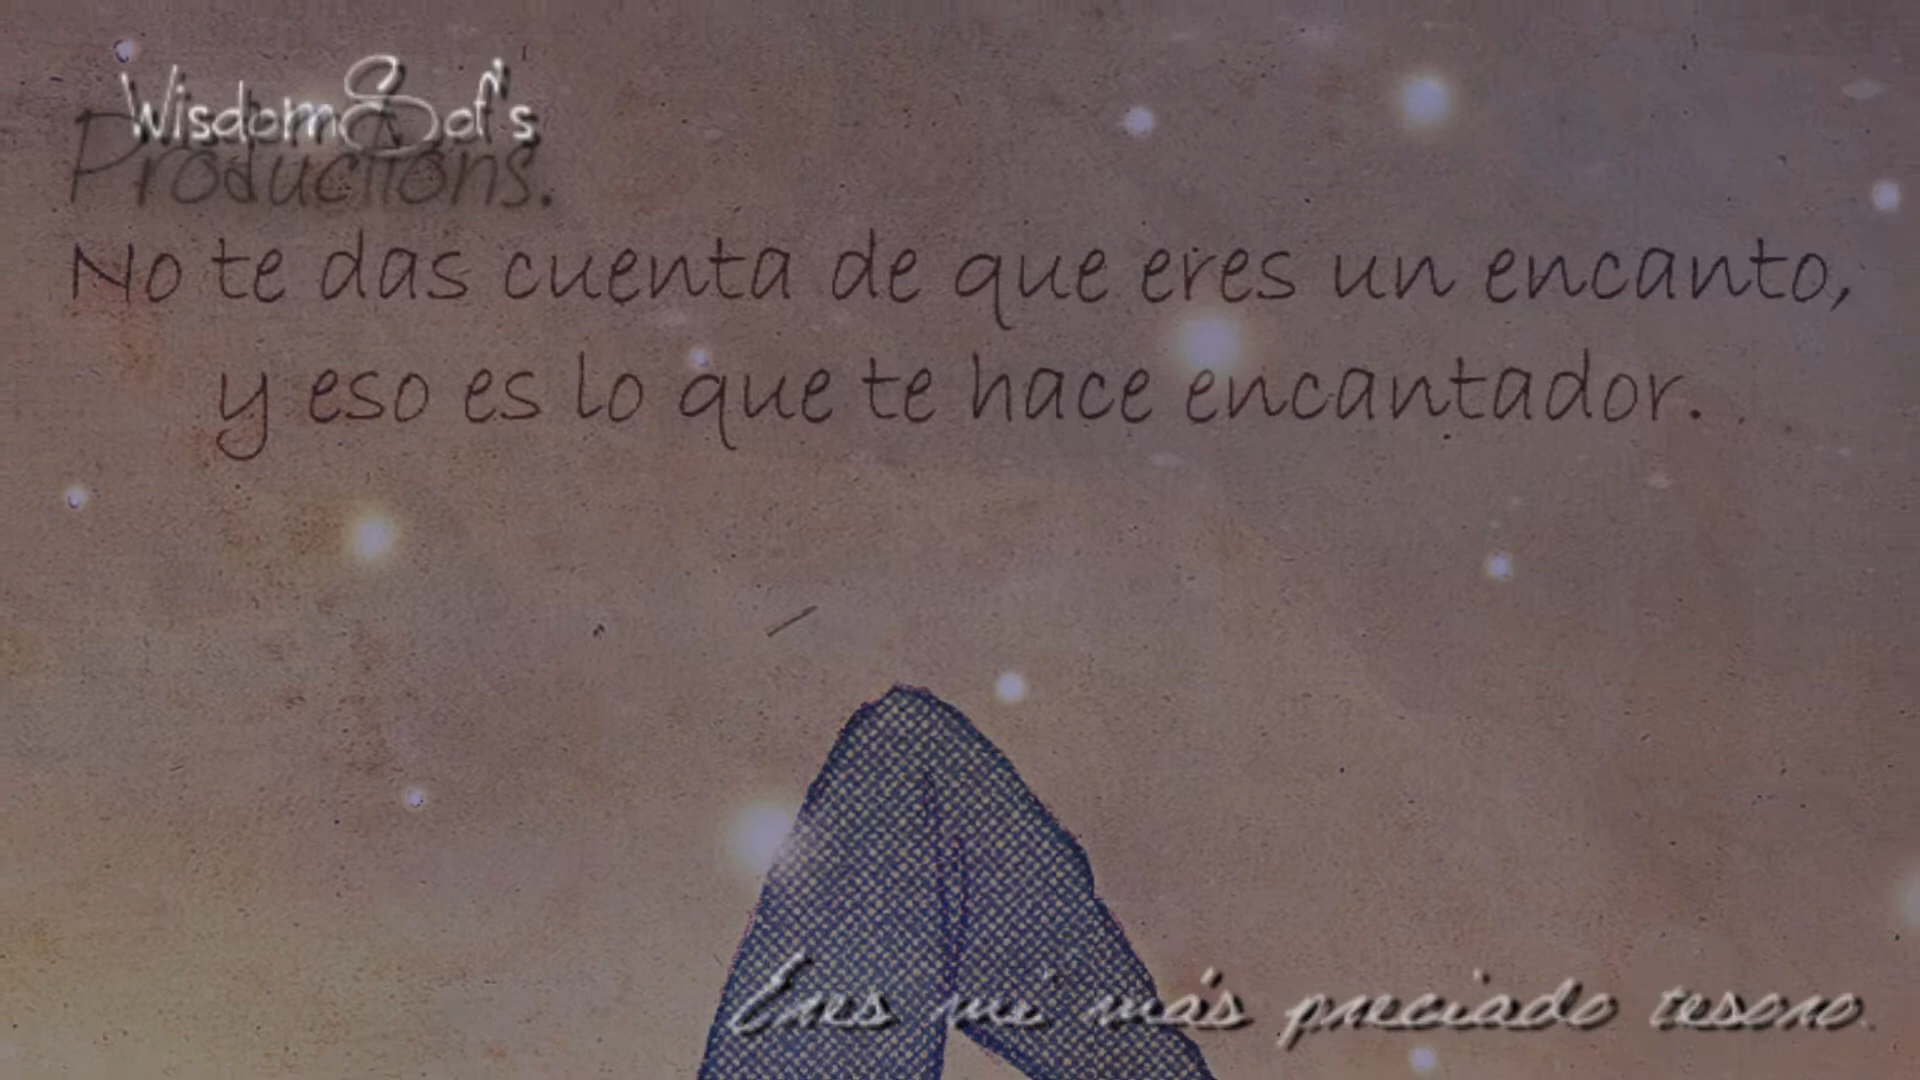 WisdomSof's
Productions.
No te das cuenta de que eres un encanto,
y eso es lo que te hace encantador.
Eres mi más preciado tesoro.